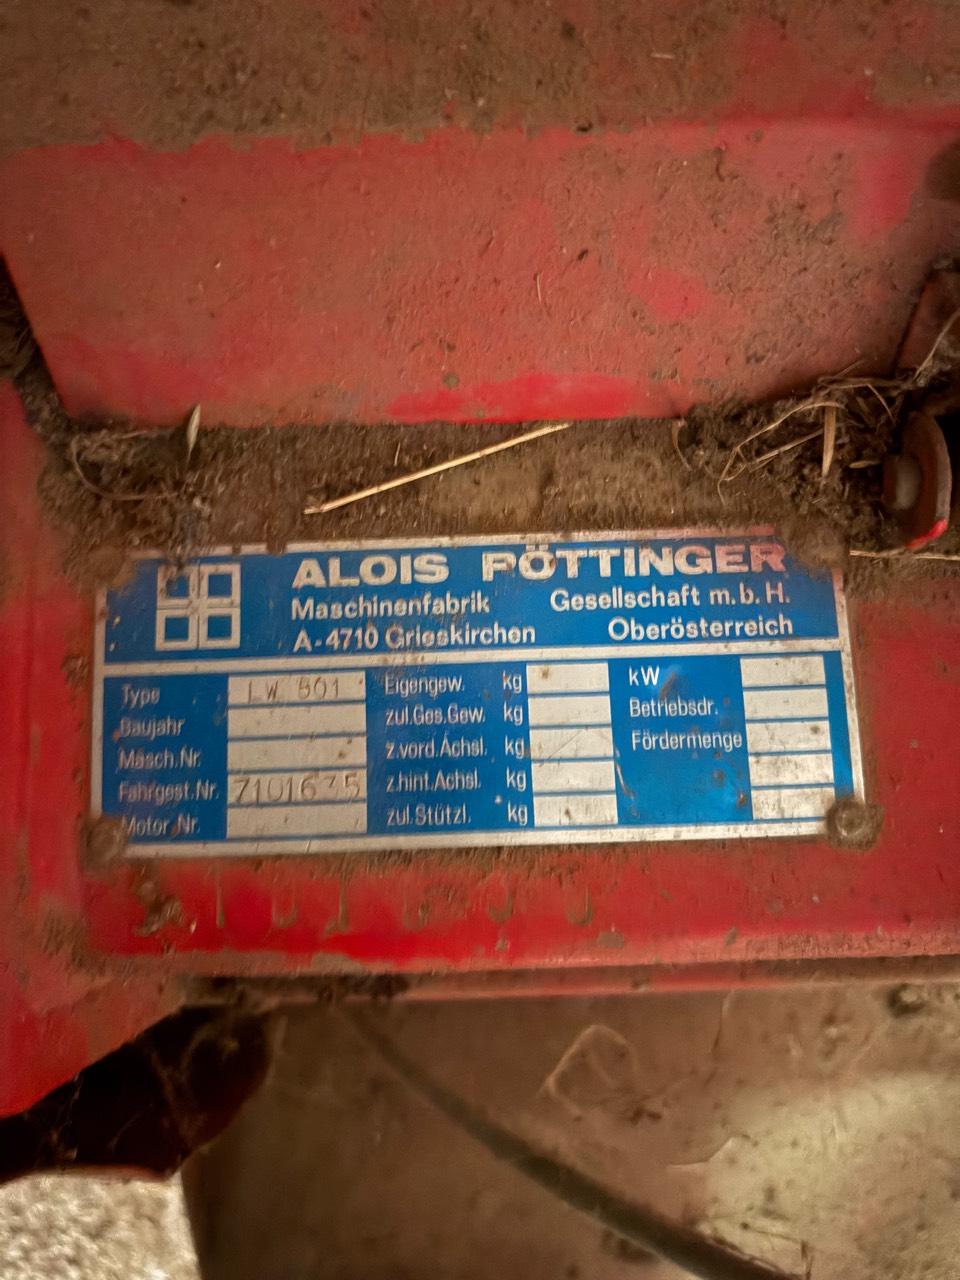 ALOIS PÖTTINGER
Maschinenfabrik Gesellschaft m.b.H.
A-4710 Grieskirchen Oberösterreich
Type LW
Baujahr
Masch.Nr.
Fahrgest.Nr. 7101635
Motor Nr.
Eigengew. kg
zul.Ges.Gew. kg
z.vord.Achsl. kg
z.hint.Achsl. kg
zul.Stützl. kg
kW
Betriebsdr.
Fördermenge